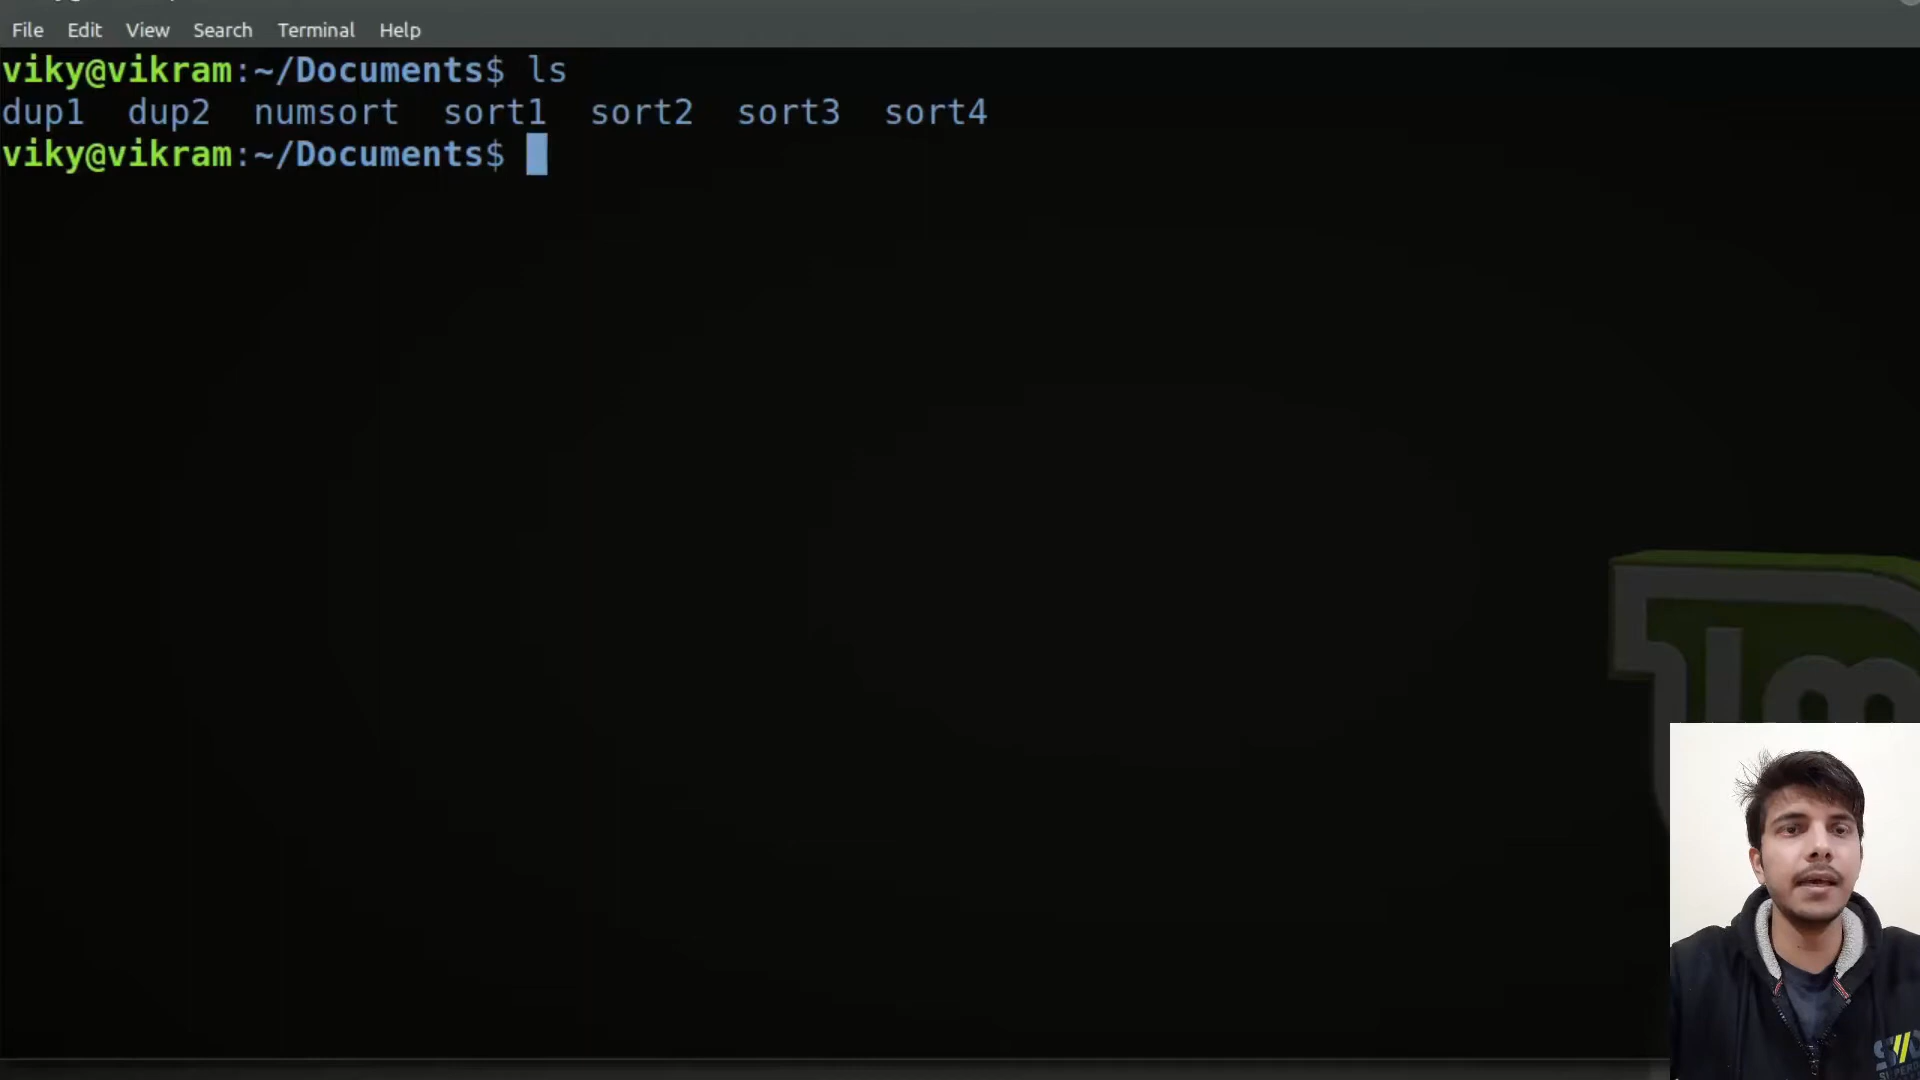 File Edit View Search Terminal Help
viky@vikram:~/Documents$ ls
dup1 dup2 numsort sort1 sort2 sort3 sort4
viky@vikram:~/Documents$